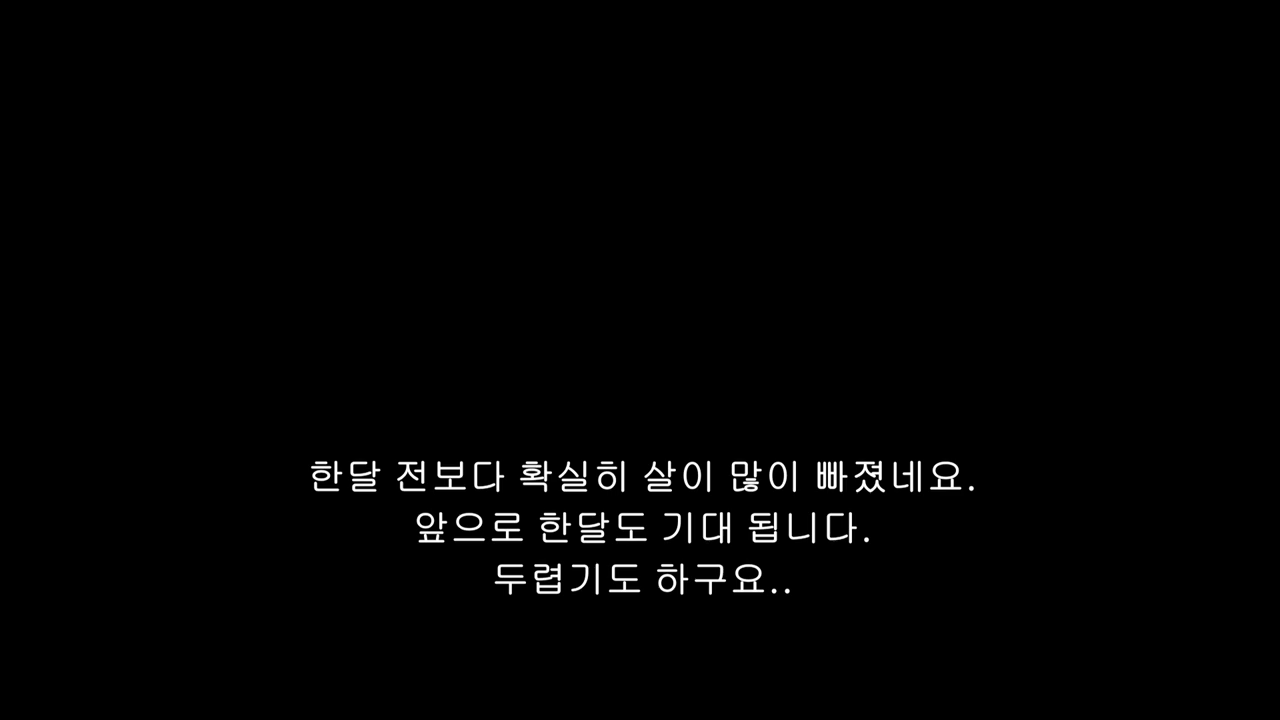 한달 전보다 확실히 살이 많이 빠졌네요.
앞으로 한달도 기대 됩니다.
두렵기도 하구요..